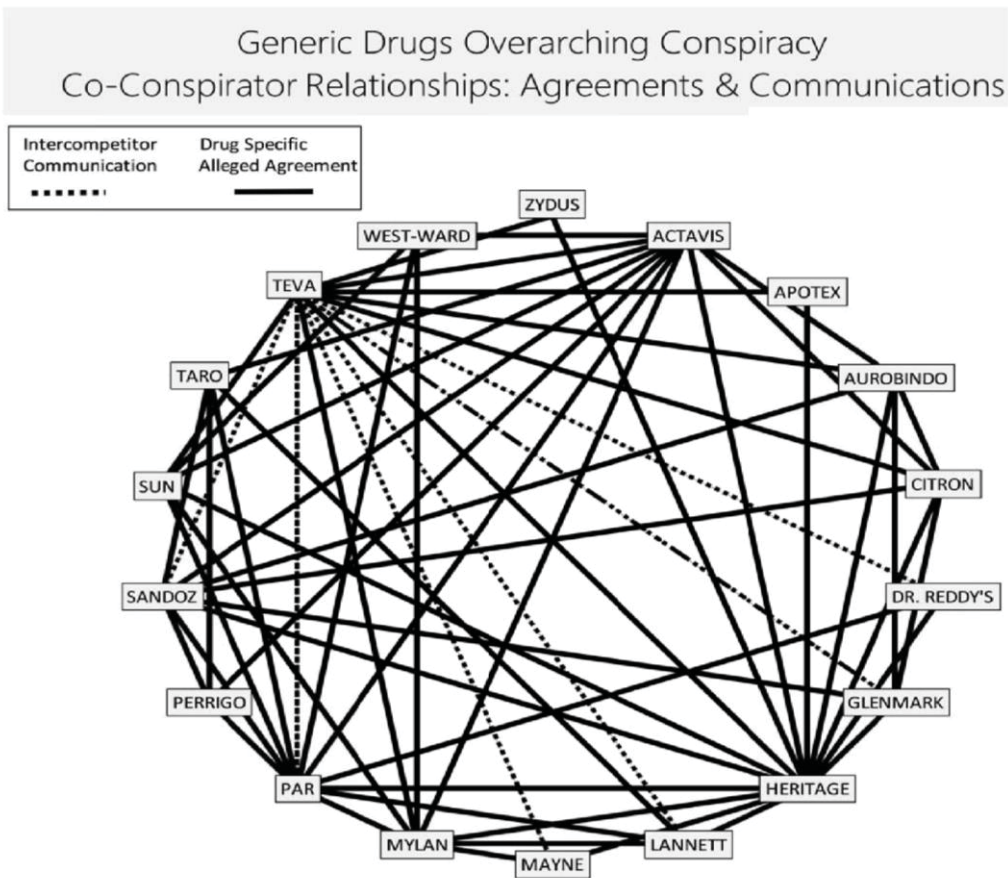 Generic Drugs Overarching Conspiracy
Co-Conspirator Relationships: Agreements & Communications
Intercompetitor Communication
Drug Specific Alleged Agreement
ZYDUS
WEST-WARD
ACTAVIS
TEVA
APOTEX
TARO
AUROBINDO
SUN
CITRON
SANDOZ
DR. REDDY'S
PERRIGO
GLENMARK
PAR
HERITAGE
MYLAN
LANNETT
MAYNE